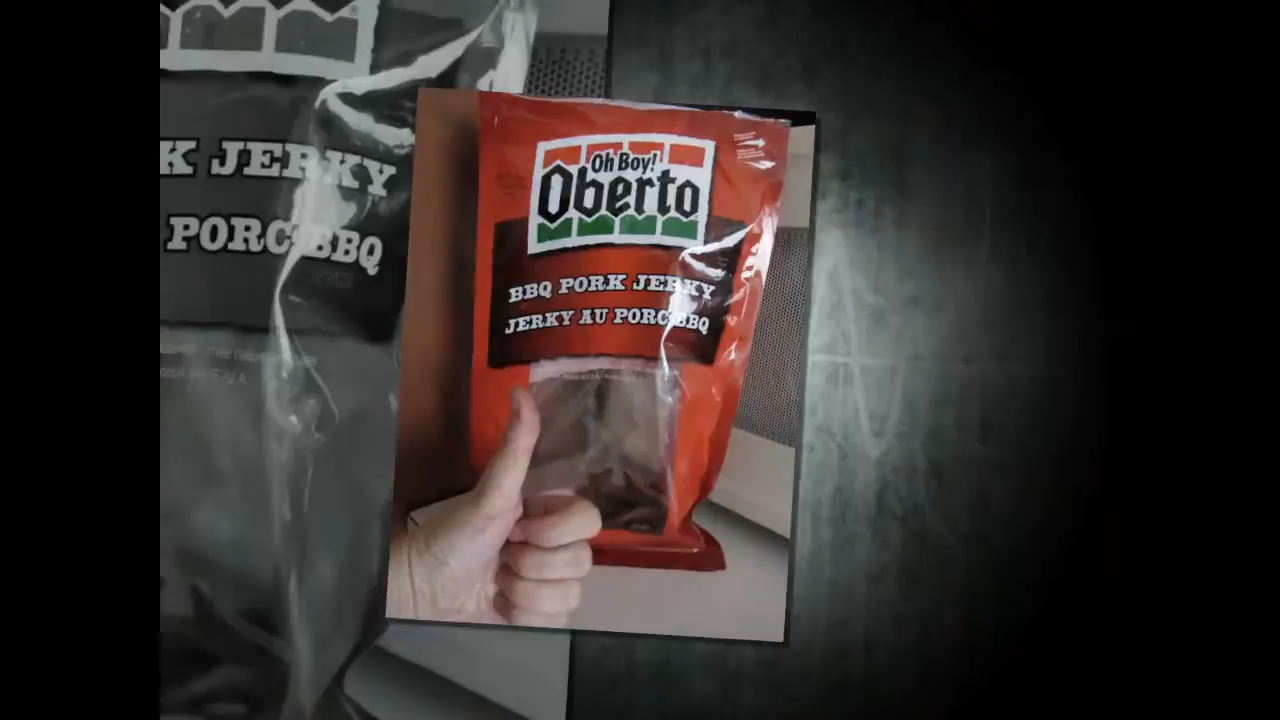 K JERKY
PORC BBQ
Oh Boy!
Oberto
BBQ PORK JERKY
JERKY AU PORC BBQ